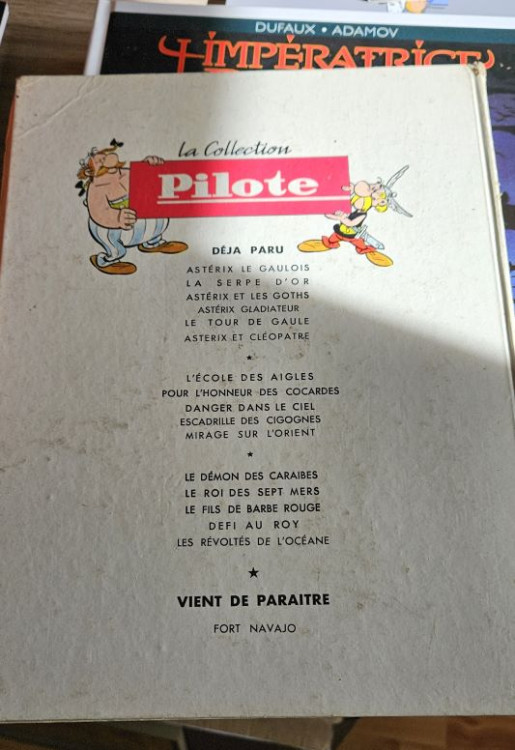 DUFAUX • ADAMOV
L'IMPÉRATRICE
La Collection
Pilote
DÉJA PARU
ASTÉRIX LE GAULOIS
LA SERPE D'OR
ASTÉRIX ET LES GOTHS
ASTÉRIX GLADIATEUR
LE TOUR DE GAULE
ASTERIX ET CLÉOPATRE
★
L'ÉCOLE DES AIGLES
POUR L'HONNEUR DES COCARDES
DANGER DANS LE CIEL
ESCADRILLE DES CIGOGNES
MIRAGE SUR L'ORIENT
★
LE DÉMON DES CARAIBES
LE ROI DES SEPT MERS
LE FILS DE BARBE ROUGE
DEFI AU ROY
LES RÉVOLTÉS DE L'OCÉANE
★
VIENT DE PARAITRE
FORT NAVAJO